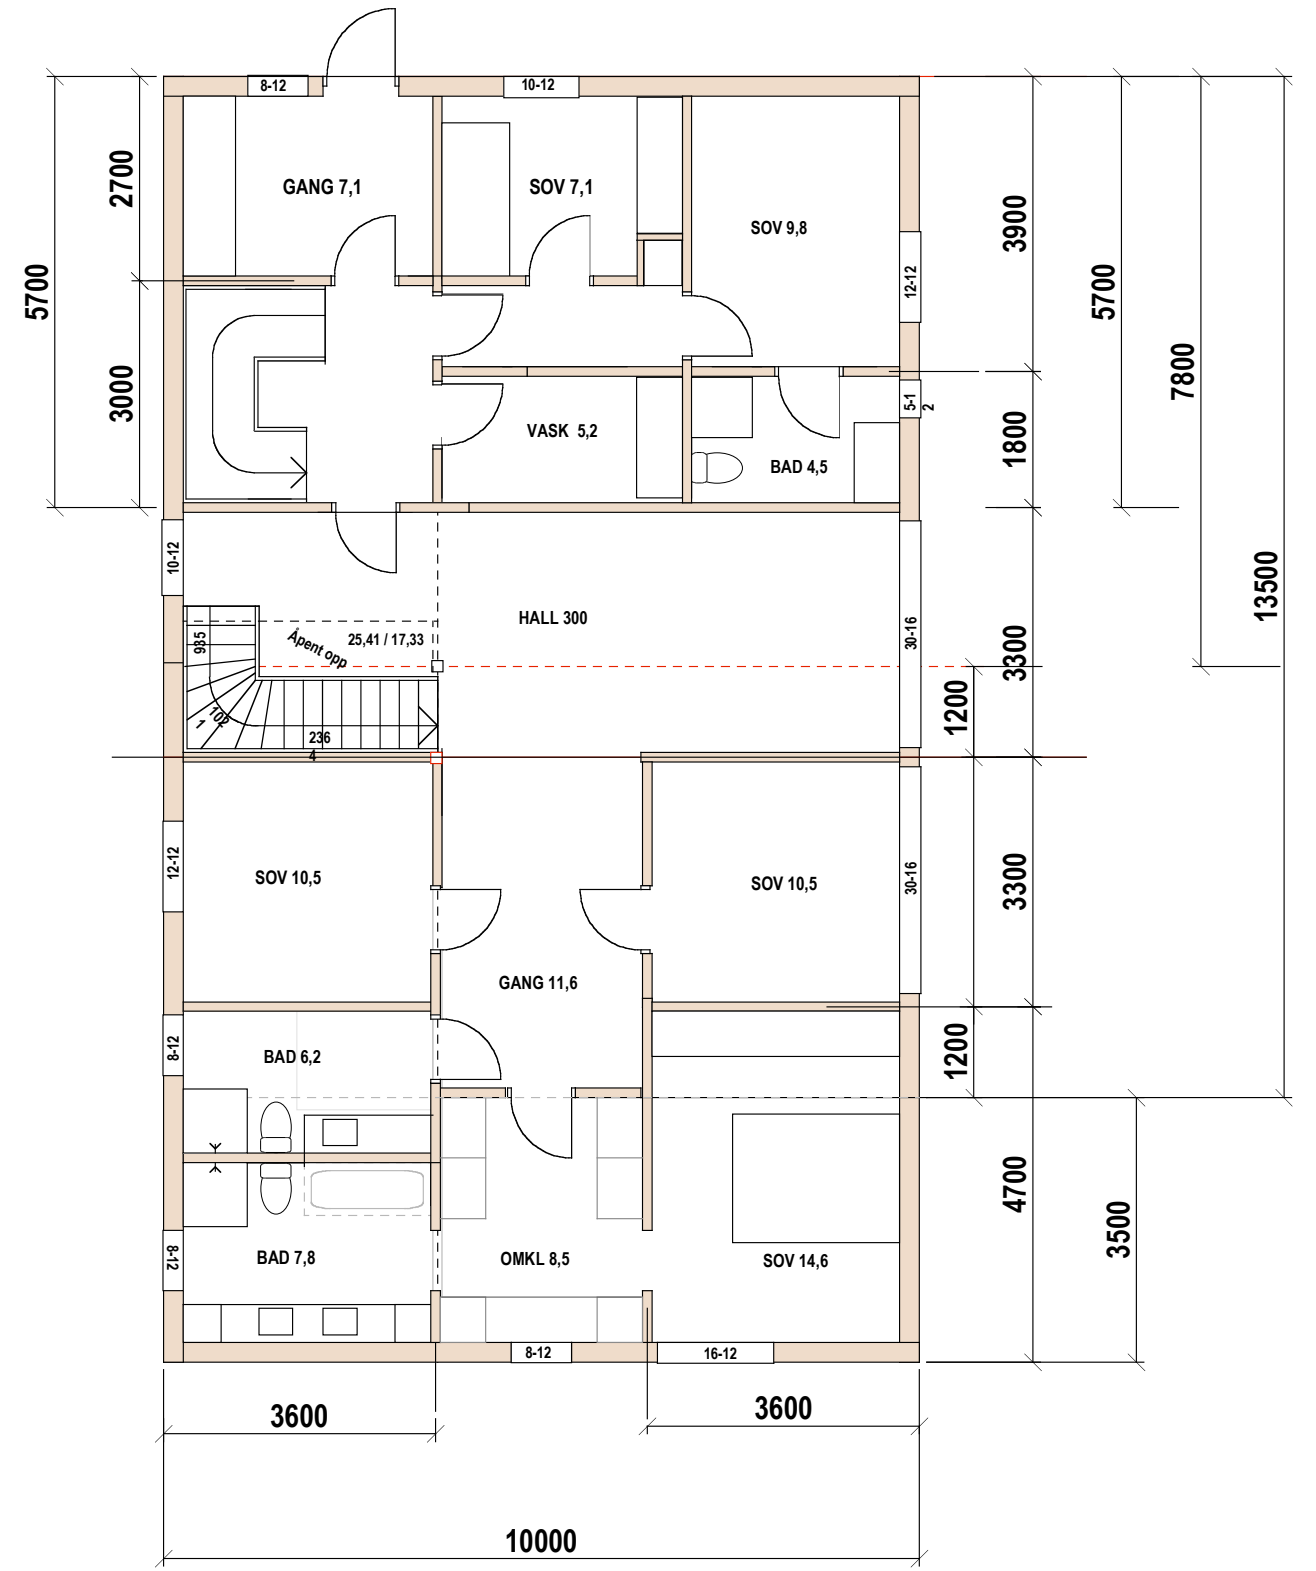 8-12
10-12
2700
GANG 7,1
SOV 7,1
SOV 9,8
3900
5700
12-12
5700
7800
3000
5-1
2
VASK 5,2
BAD 4,5
1800
10-12
13500
HALL 300
935
Åpent opp
25,41 / 17,33
30-16
3300
102
1
1200
236
4
12-12
SOV 10,5
SOV 10,5
30-16
3300
GANG 11,6
8-12
BAD 6,2
1200
4700
3500
8-12
BAD 7,8
OMKL 8,5
SOV 14,6
8-12
16-12
3600
3600
10000